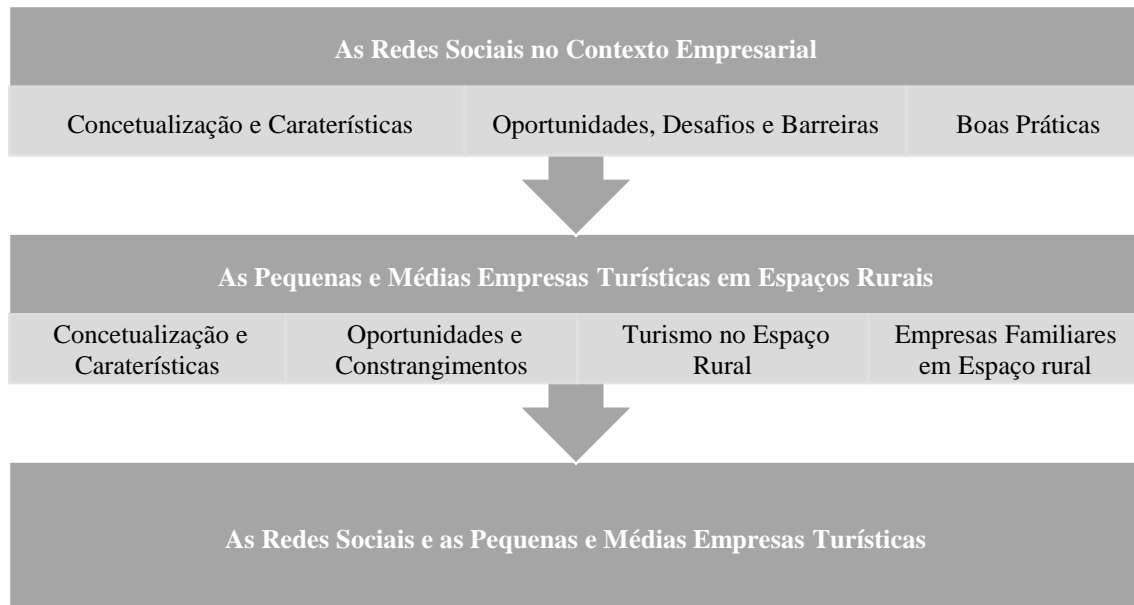 As Redes Sociais no Contexto Empresarial
Concetualização e Caraterísticas
Oportunidades, Desafios e Barreiras
Boas Práticas
As Pequenas e Médias Empresas Turísticas em Espaços Rurais
Concetualização e
Caraterísticas
Oportunidades e
Constrangimentos
Turismo no Espaço
Rural
Empresas Familiares
em Espaço rural
As Redes Sociais e as Pequenas e Médias Empresas Turísticas